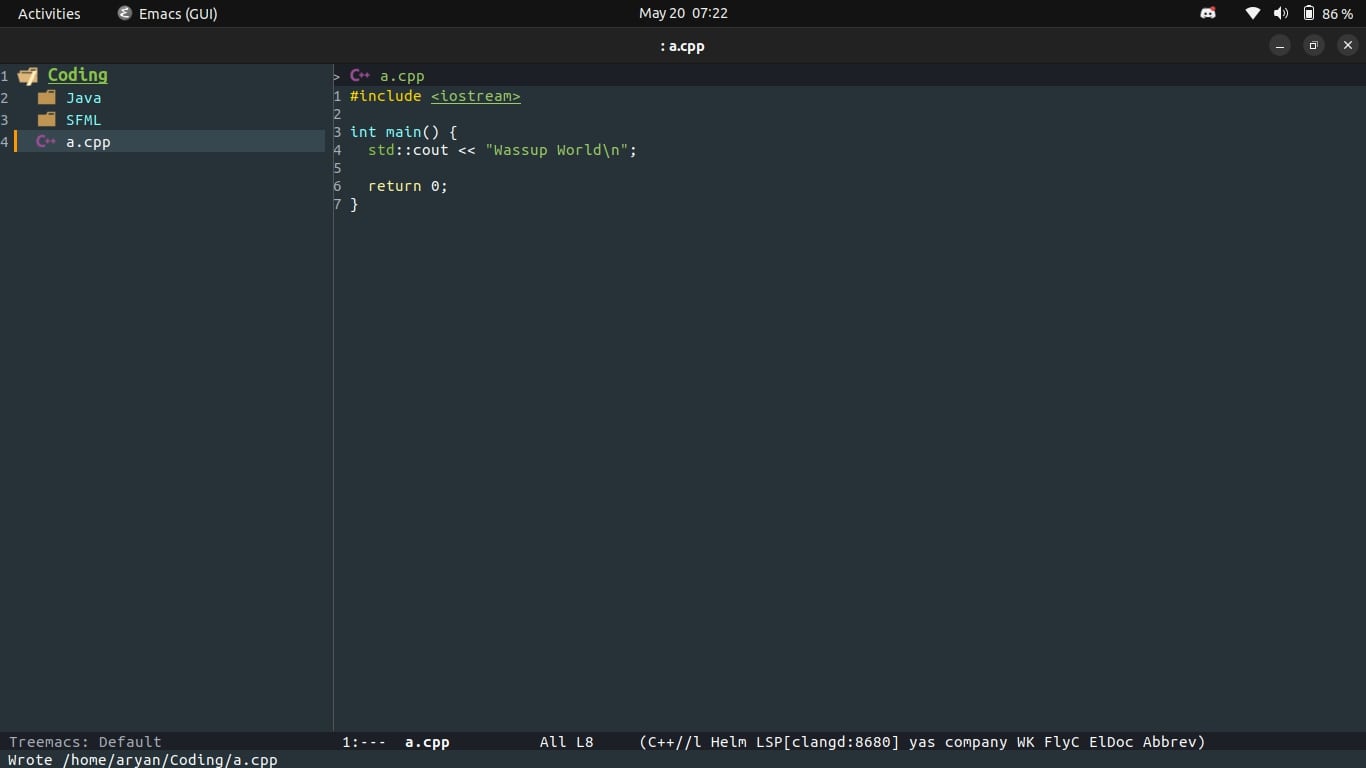 Activities Emacs (GUI) May 20 07:22 86 %
: a.cpp
1 Coding
2 Java
3 SFML
4 C++ a.cpp
> C++ a.cpp
1 #include <iostream>
2
3 int main() {
4   std::cout << "Wassup World\n";
5
6   return 0;
7 }
Treemacs: Default
1:--- a.cpp All L8 (C++//l Helm LSP[clangd:8680] yas company WK FlyC ElDoc Abbrev)
Wrote /home/aryan/Coding/a.cpp